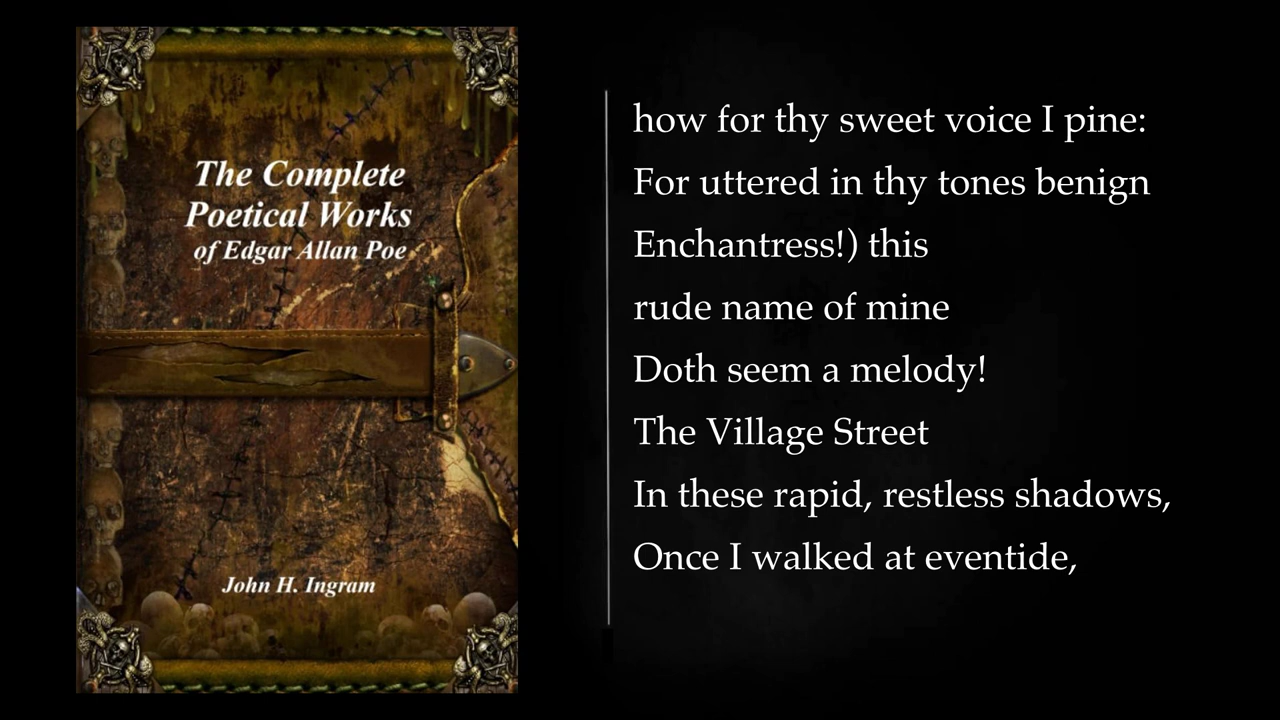 The Complete
Poetical Works
of Edgar Allan Poe
John H. Ingram
how for thy sweet voice I pine:
For uttered in thy tones benign
Enchantress!) this
rude name of mine
Doth seem a melody!
The Village Street
In these rapid, restless shadows,
Once I walked at eventide,